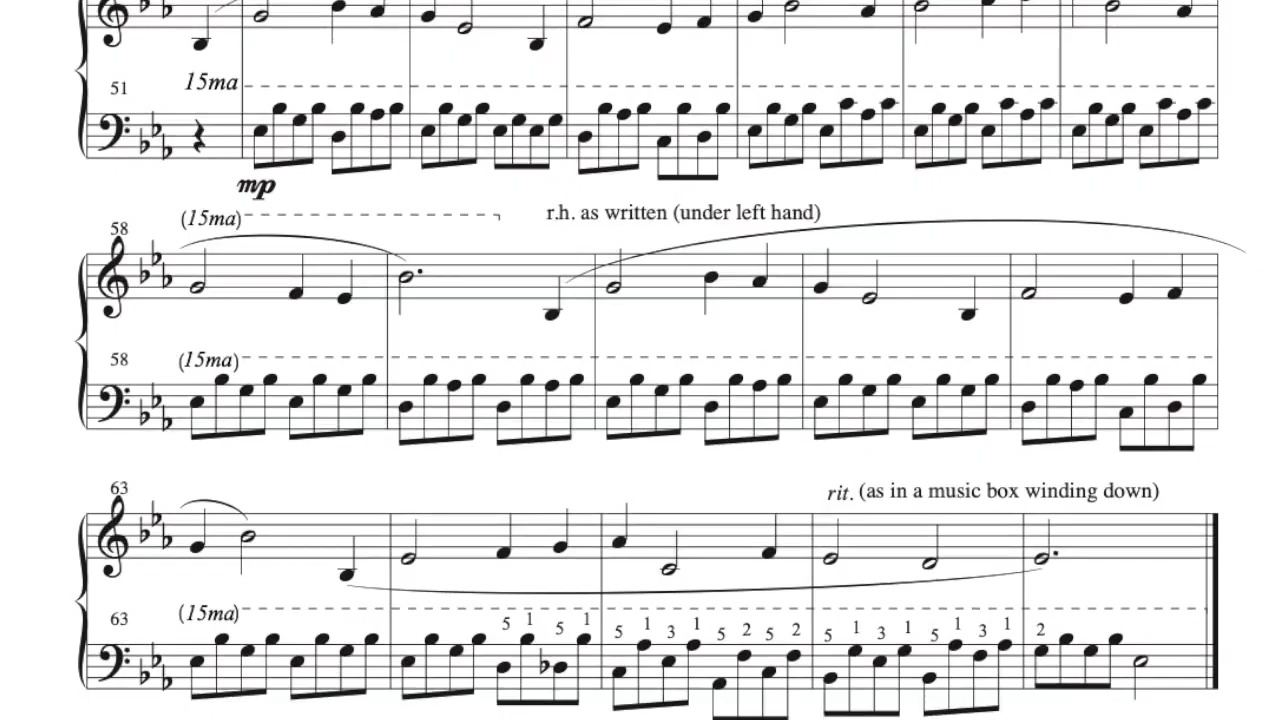 15ma
51
mp
(15ma)
r.h. as written (under left hand)
58
58
(15ma)
63
rit. (as in a music box winding down)
(15ma)
63
5 1 5 1 5 1 3 1 5 2 5 2 5 1 3 1 5 1 3 1 2